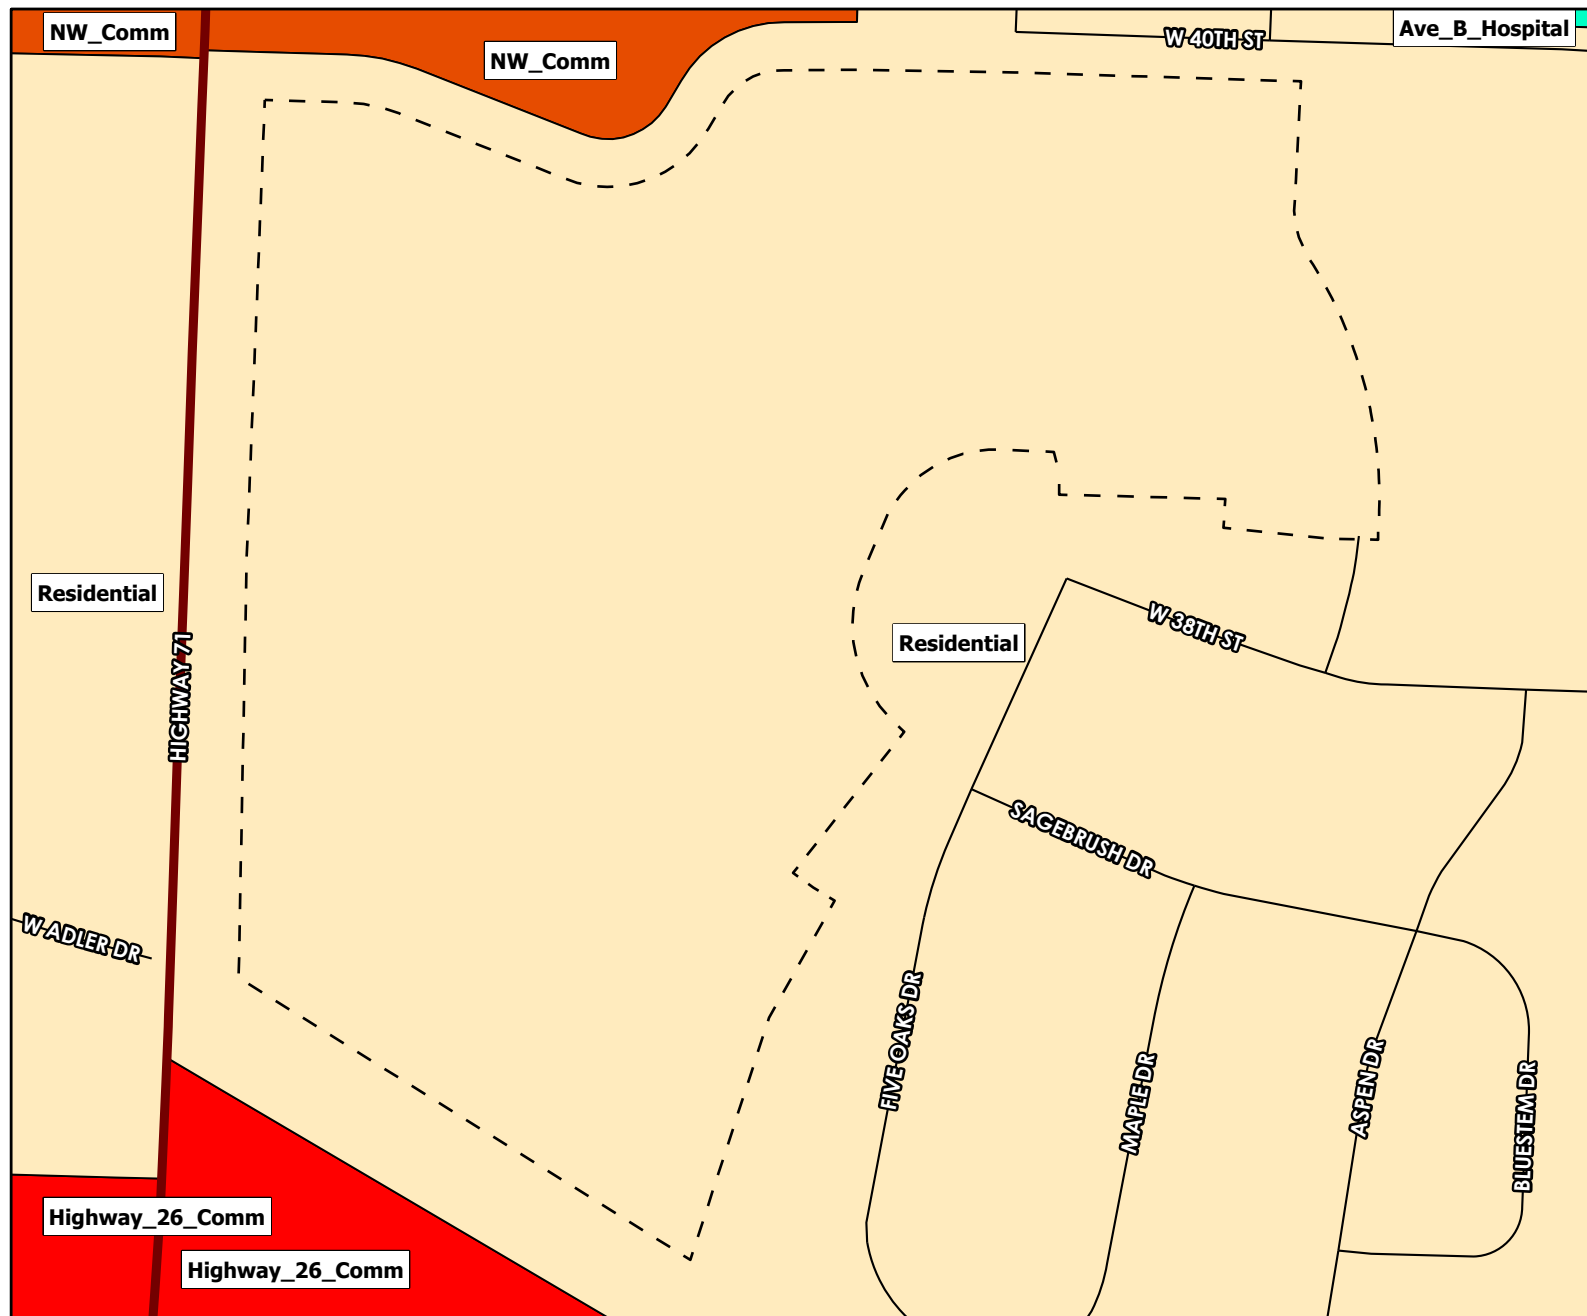 NW_Comm
NW_Comm
W 40TH ST
Ave_B_Hospital
Residential
HIGHWAY 71
Residential
W 38TH ST
SAGEBRUSH DR
W ADLER DR
FIVE OAKS DR
MAPLE DR
ASPEN DR
BLUESTEM DR
Highway_26_Comm
Highway_26_Comm